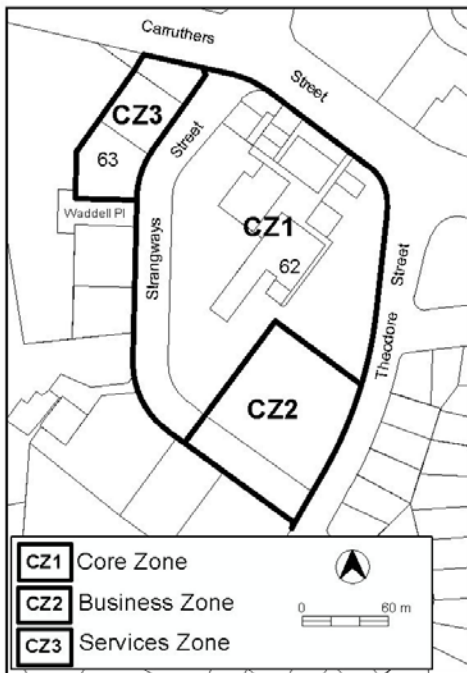 Carruthers
Street
CZ3
Street
63
Waddell Pl
CZ1
Strangways
62
Street
Theodore
CZ2
CZ1 Core Zone
CZ2 Business Zone
CZ3 Services Zone
0 60 m